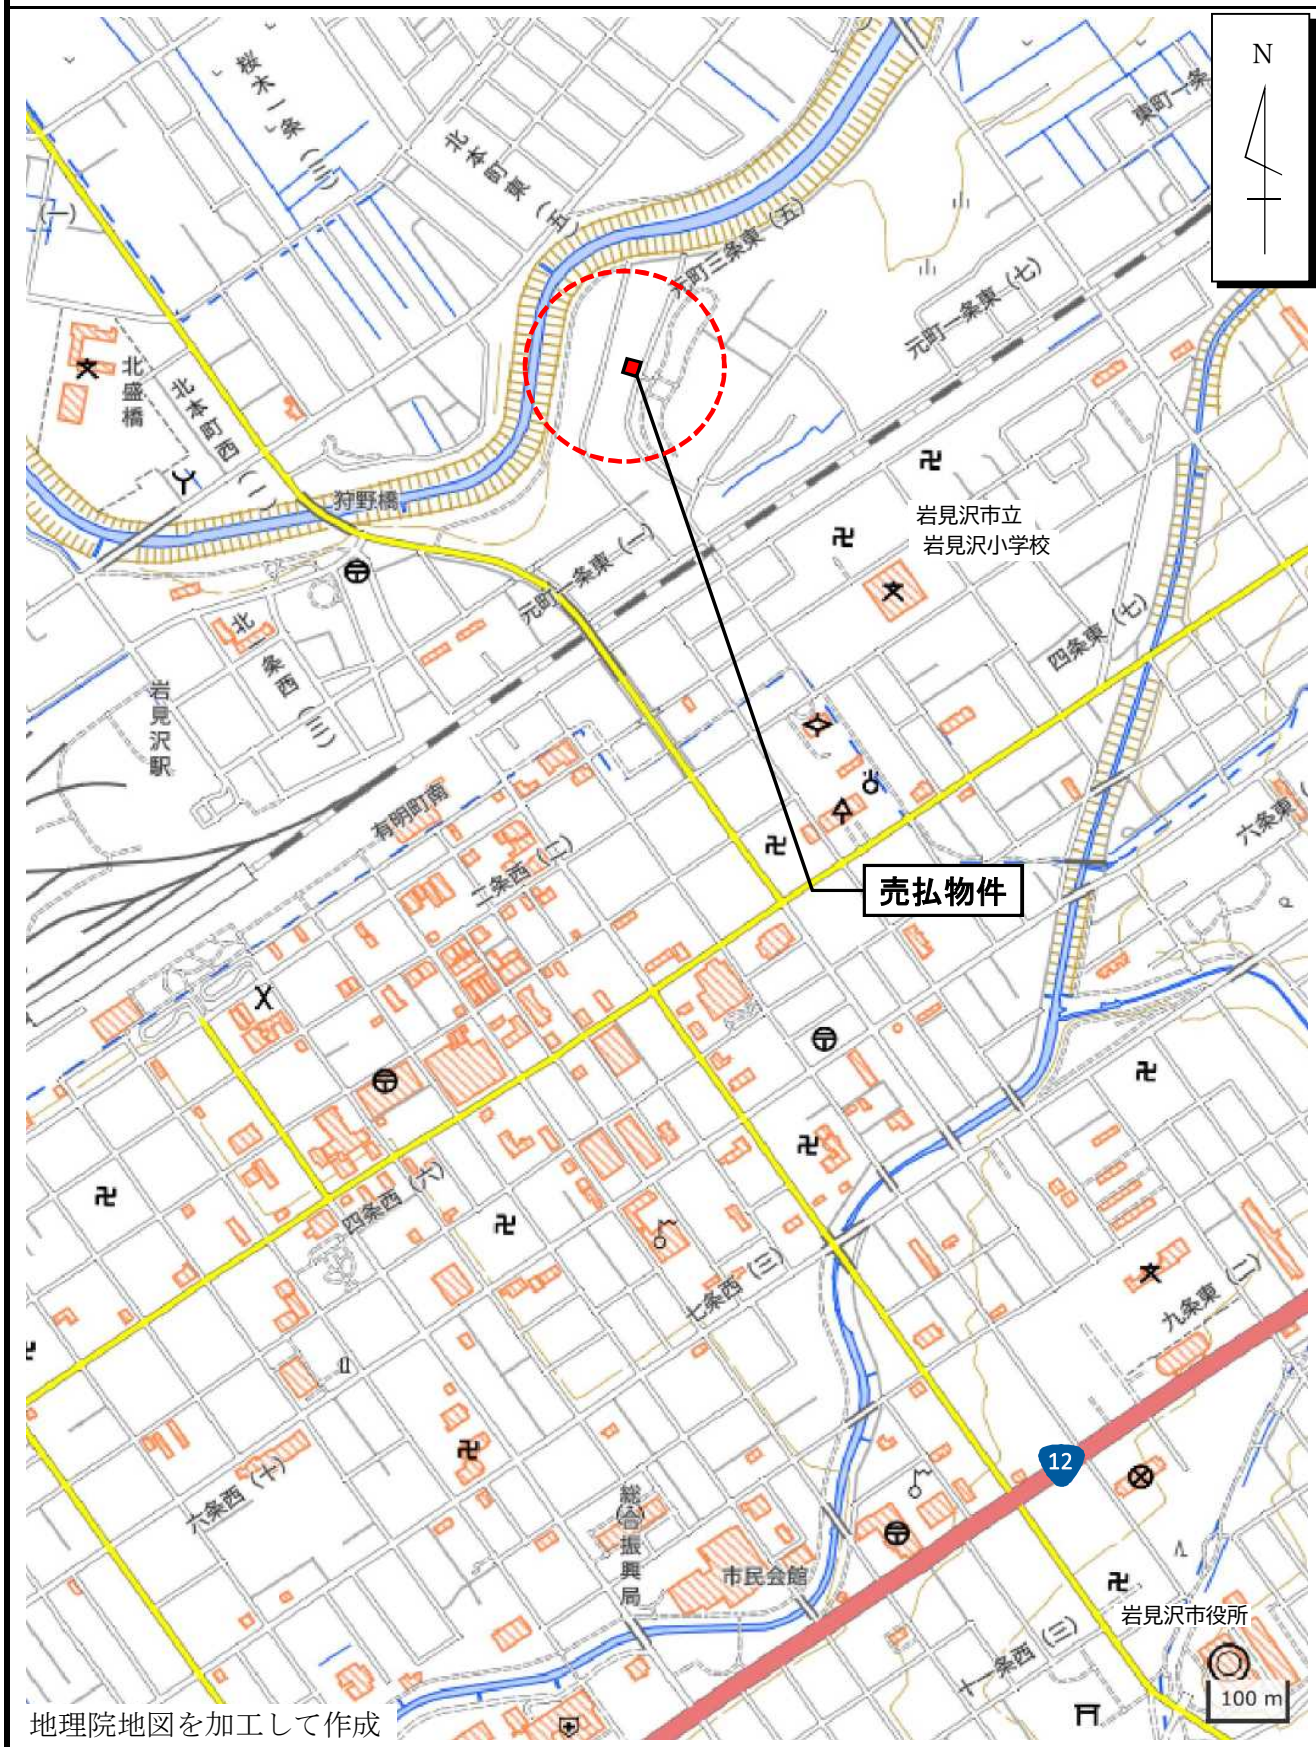 N
東町一条
桜木一条(三)
北本町東(五)
(一)
元町三条東(五)
元町一条東(七)
北盛橋
北本町西(一)
狩野橋
岩見沢市立
岩見沢小学校
元町一条東(一)
四条東(七)
北一条西(三)
岩見沢駅
有明町南
二条西(二)
六条東(
売払物件
四条西(六)
七条西(三)
九条東(二)
12
六条西(十)
総合振興局
市民会館
岩見沢市役所
十一条西(三)
100 m
地理院地図を加工して作成